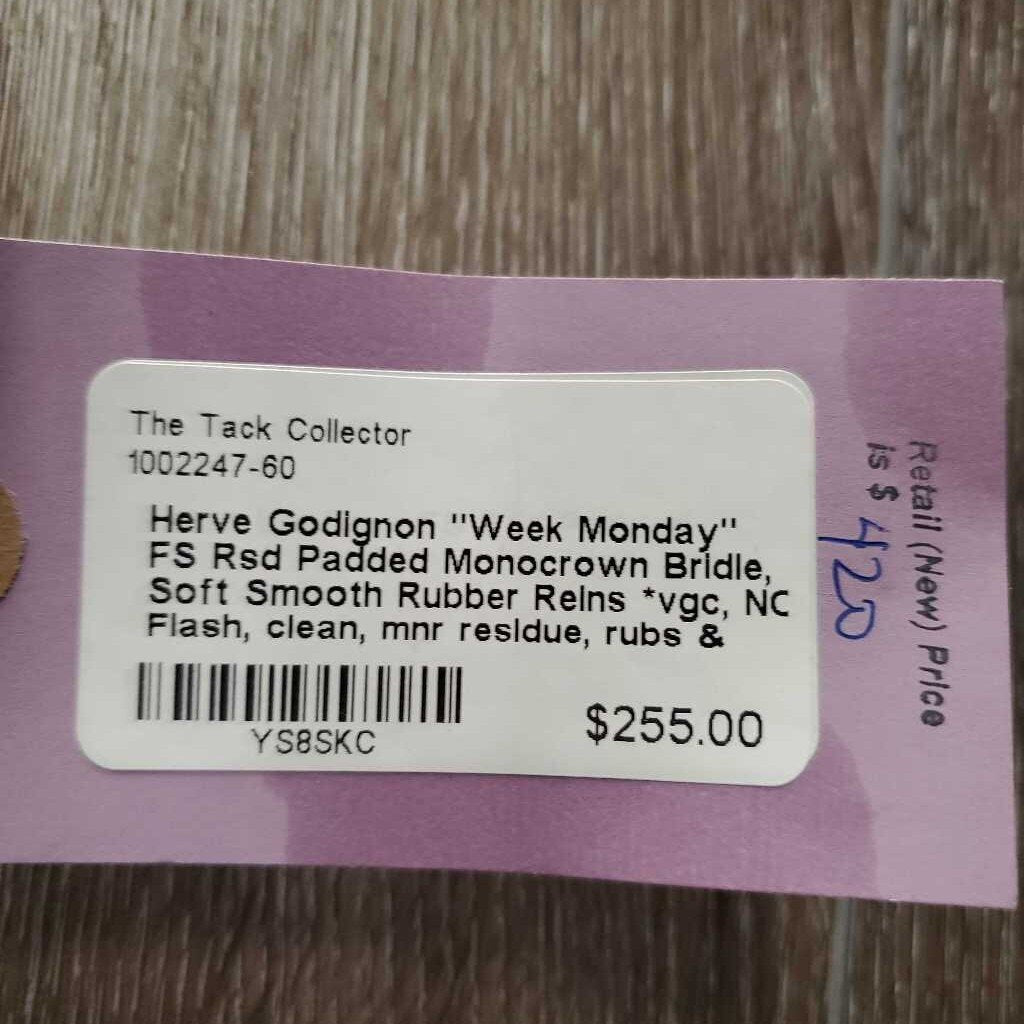 The Tack Collector
1002247-60
Herve Godignon "Week Monday"
FS Rsd Padded Monocrown Bridle,
Soft Smooth Rubber Reins *vgc, NC
Flash, clean, mnr residue, rubs &
YS8SKC
$255.00
Retail (New) Price
is $ 420